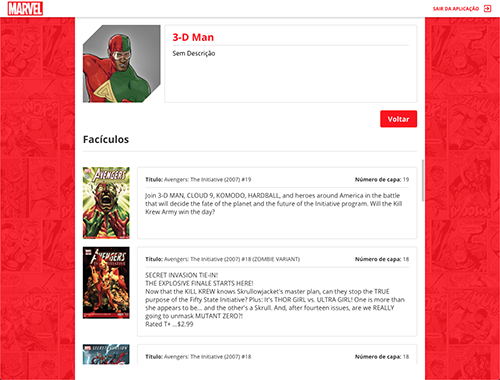 MARVEL
SAIR DA APLICAÇÃO
3-D Man
Sem Descrição
Voltar
Facículos
AVENGERS
Título: Avengers: The Initiative (2007) #19 Número de capa: 19
Join 3-D MAN, CLOUD 9, KOMODO, HARDBALL, and heroes around America in the battle
that will decide the fate of the planet and the future of the Initiative program. Will the Kill
Krew Army win the day?
AVENGERS
Título: Avengers: The Initiative (2007) #18 (ZOMBIE VARIANT) Número de capa: 18
SECRET INVASION TIE-IN!
THE EXPLOSIVE FINALE STARTS HERE!
Now that the KILL KREW knows Skrullowjacket's master plan, can they stop the TRUE
purpose of the Fifty State Initiative? Plus: It's THOR GIRL vs. ULTRA GIRL! One is more than
she appears to be... and the other's a Skrull. And, after fourteen issues, are we REALLY
going to unmask MUTANT ZERO?!
Rated T+ ...$2.99
Título: Avengers: The Initiative (2007) #18 Número de capa: 18